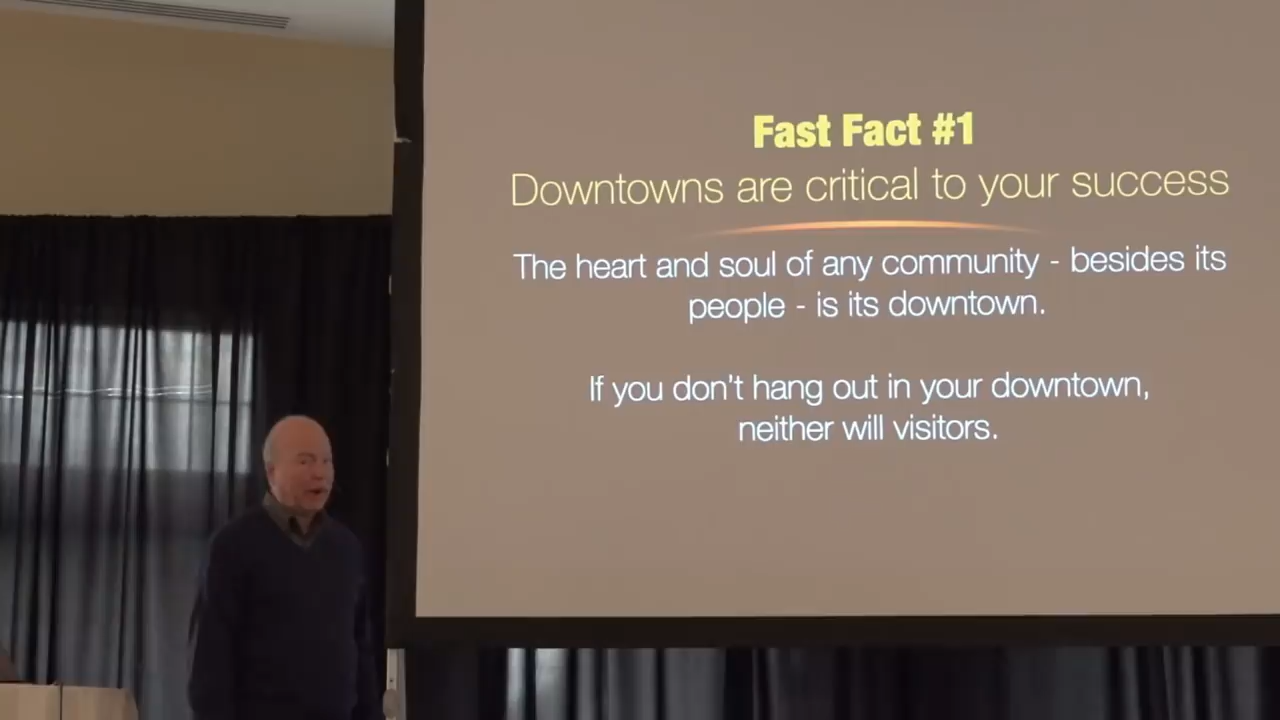 Fast Fact #1
Downtowns are critical to your success
The heart and soul of any community - besides its
people - is its downtown.
If you don't hang out in your downtown,
neither will visitors.